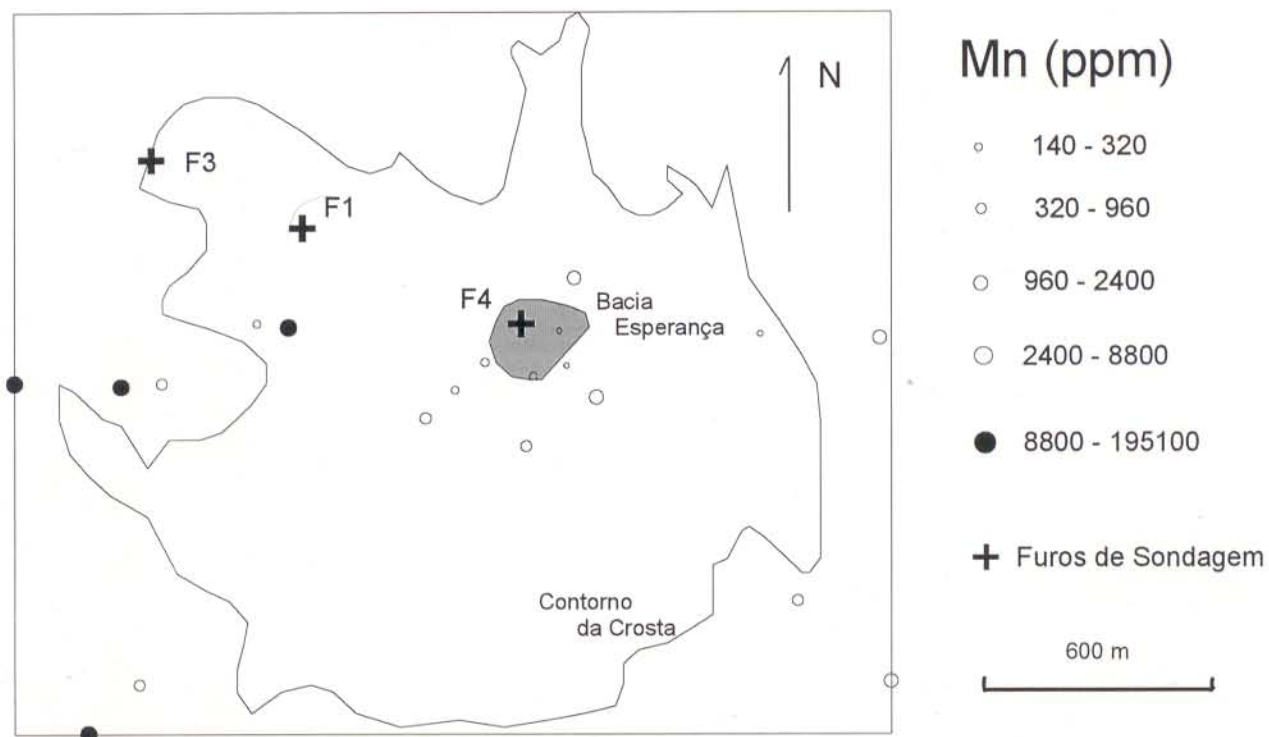 N
F3
F1
F4
Bacia
Esperança
Contorno
da Crosta
Mn (ppm)
140 - 320
320 - 960
960 - 2400
2400 - 8800
8800 - 195100
Furos de Sondagem
600 m